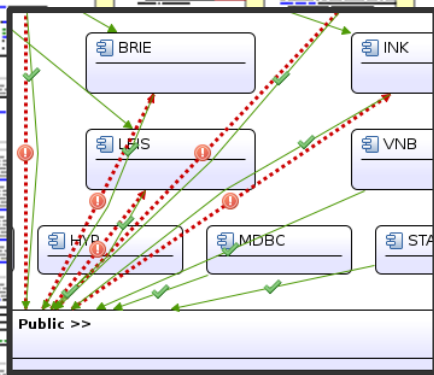 BRIE
INK
LEIS
VNB
HYP
MDBC
STA
Public >>